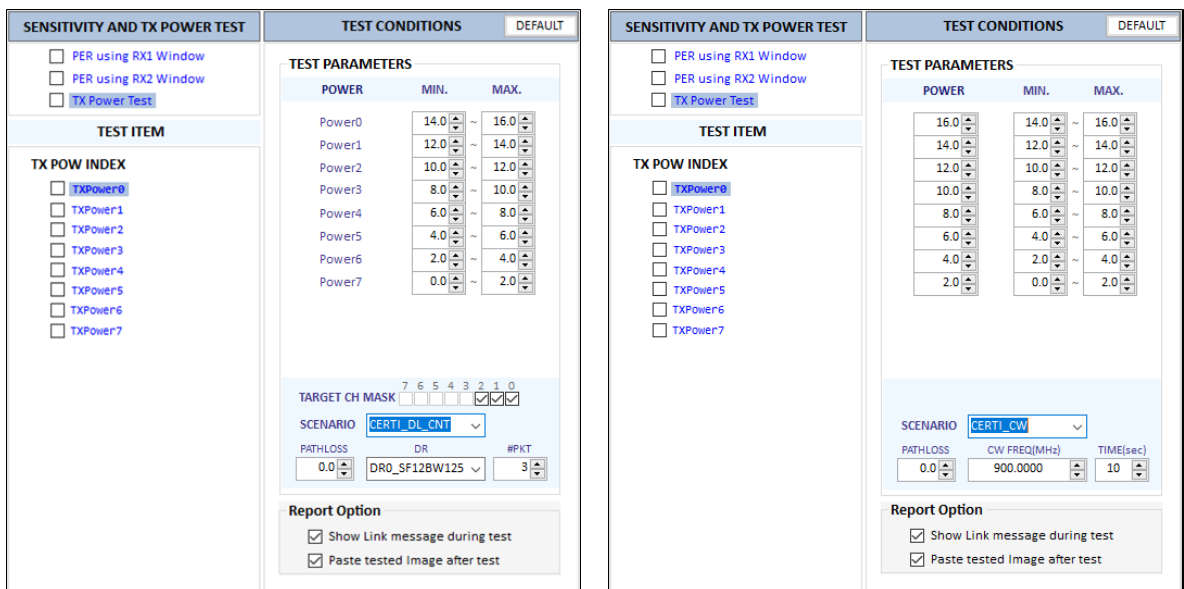 SENSITIVITY AND TX POWER TEST
PER using RX1 Window
PER using RX2 Window
TX Power Test
TEST ITEM
TX POW INDEX
TXPower0
TXPower1
TXPower2
TXPower3
TXPower4
TXPower5
TXPower6
TXPower7
TEST CONDITIONS DEFAULT
TEST PARAMETERS
POWER MIN. MAX.
Power0 14.0 ~ 16.0
Power1 12.0 ~ 14.0
Power2 10.0 ~ 12.0
Power3 8.0 ~ 10.0
Power4 6.0 ~ 8.0
Power5 4.0 ~ 6.0
Power6 2.0 ~ 4.0
Power7 0.0 ~ 2.0
7 6 5 4 3 2 1 0
TARGET CH MASK
SCENARIO CERTI_DL_CNT
PATHLOSS DR #PKT
0.0 DR0_SF12BW125 3
Report Option
Show Link message during test
Paste tested Image after test
SENSITIVITY AND TX POWER TEST
PER using RX1 Window
PER using RX2 Window
TX Power Test
TEST ITEM
TX POW INDEX
TXPower0
TXPower1
TXPower2
TXPower3
TXPower4
TXPower5
TXPower6
TXPower7
TEST CONDITIONS DEFAULT
TEST PARAMETERS
POWER MIN. MAX.
16.0 14.0 ~ 16.0
14.0 12.0 ~ 14.0
12.0 10.0 ~ 12.0
10.0 8.0 ~ 10.0
8.0 6.0 ~ 8.0
6.0 4.0 ~ 6.0
4.0 2.0 ~ 4.0
2.0 0.0 ~ 2.0
SCENARIO CERTI_CW
PATHLOSS CW FREQ(MHz) TIME(sec)
0.0 900.0000 10
Report Option
Show Link message during test
Paste tested Image after test